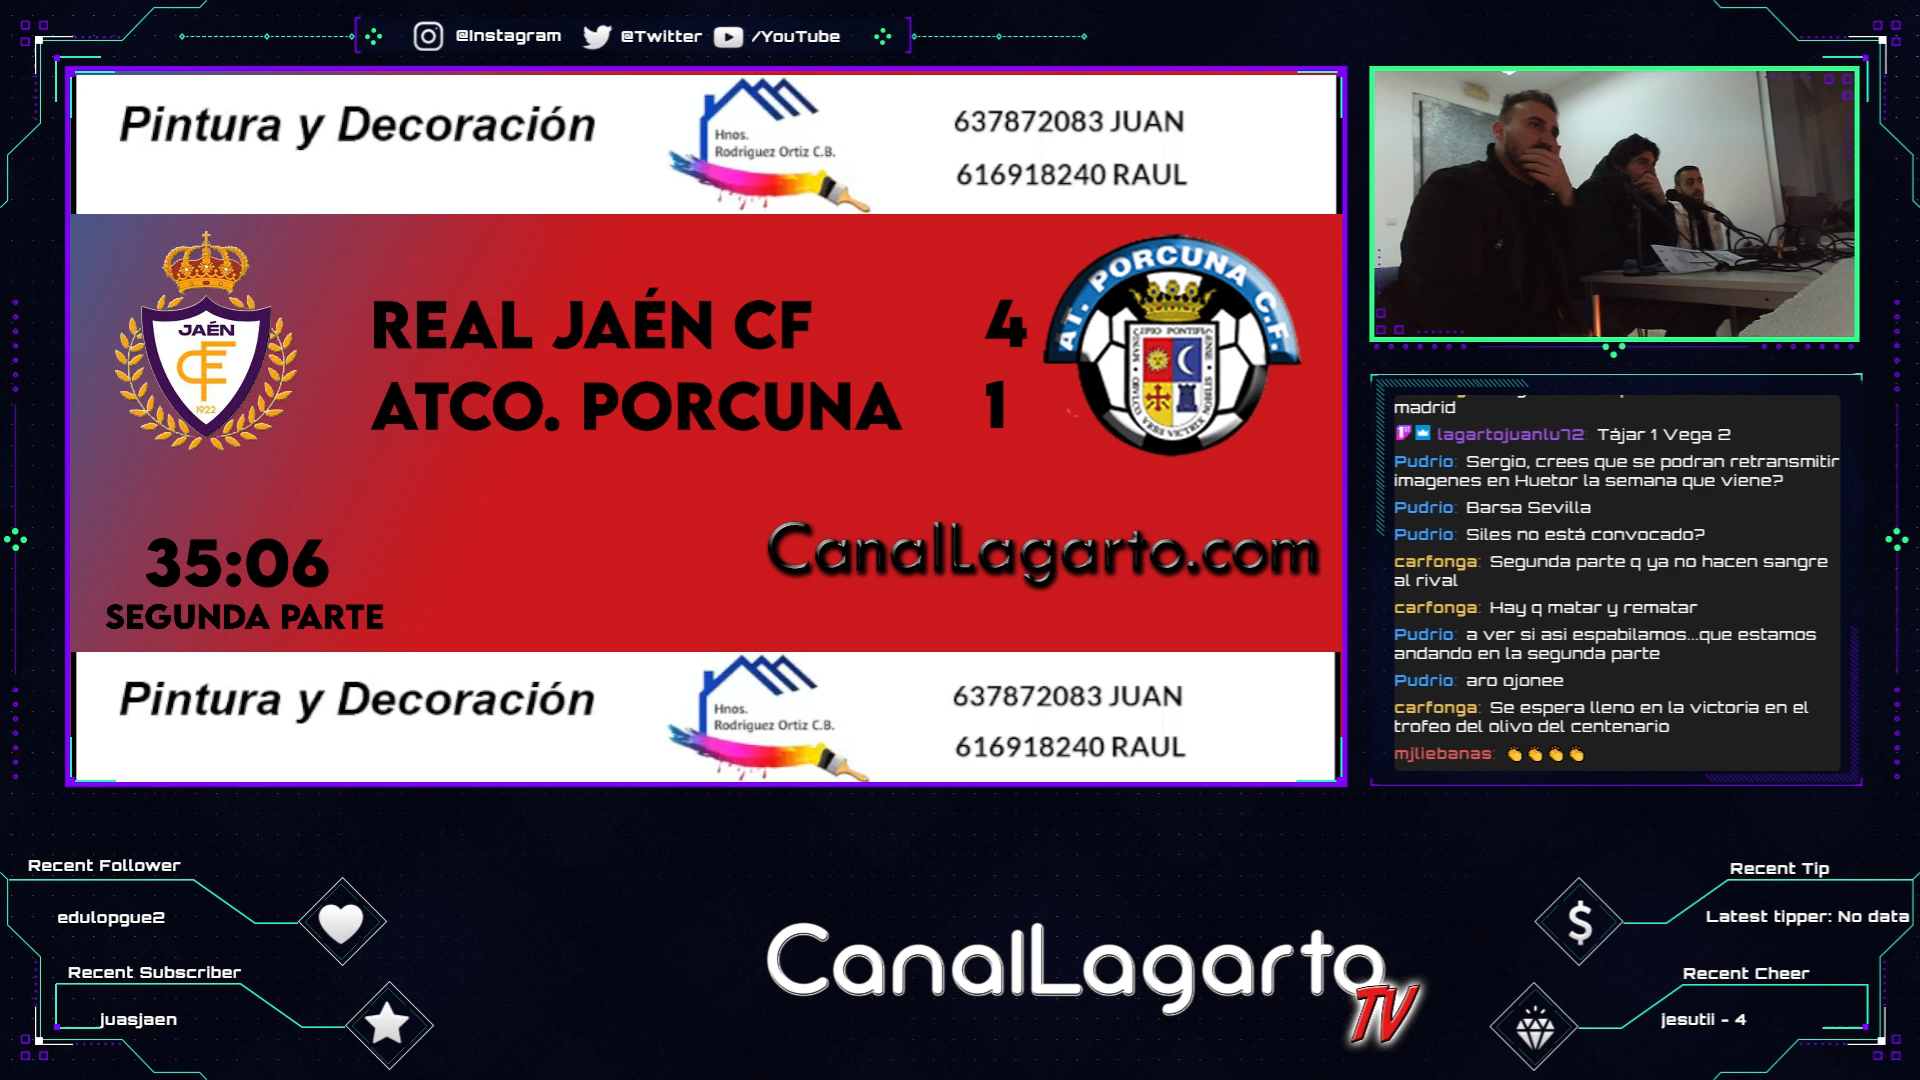 @Instagram @Twitter /YouTube
Pintura y Decoración
Hnos.
Rodriguez Ortiz C.B.
637872083 JUAN
616918240 RAUL
JAÉN
CF
1922
REAL JAÉN CF 4
ATCO. PORCUNA 1
AT. PORCUNA C.F.
35:06
SEGUNDA PARTE
CanalLagarto.com
Pintura y Decoración
Hnos.
Rodriguez Ortiz C.B.
637872083 JUAN
616918240 RAUL
madrid
lagartojuanlu72: Tájar 1 Vega 2
Pudrio: Sergio, crees que se podran retransmitir
imagenes en Huetor la semana que viene?
Pudrio: Barsa Sevilla
Pudrio: Siles no está convocado?
carfonga: Segunda parte q ya no hacen sangre
al rival
carfonga: Hay q matar y rematar
Pudrio: a ver si asi espabilamos...que estamos
andando en la segunda parte
Pudrio: aro ojonee
carfonga: Se espera lleno en la victoria en el
trofeo del olivo del centenario
mjliebanas: 👏👏👏👏
Recent Follower
edulopgue2
Recent Subscriber
juasjaen
CanalLagarto
TV
Recent Tip
Latest tipper: No data
Recent Cheer
jesutii - 4